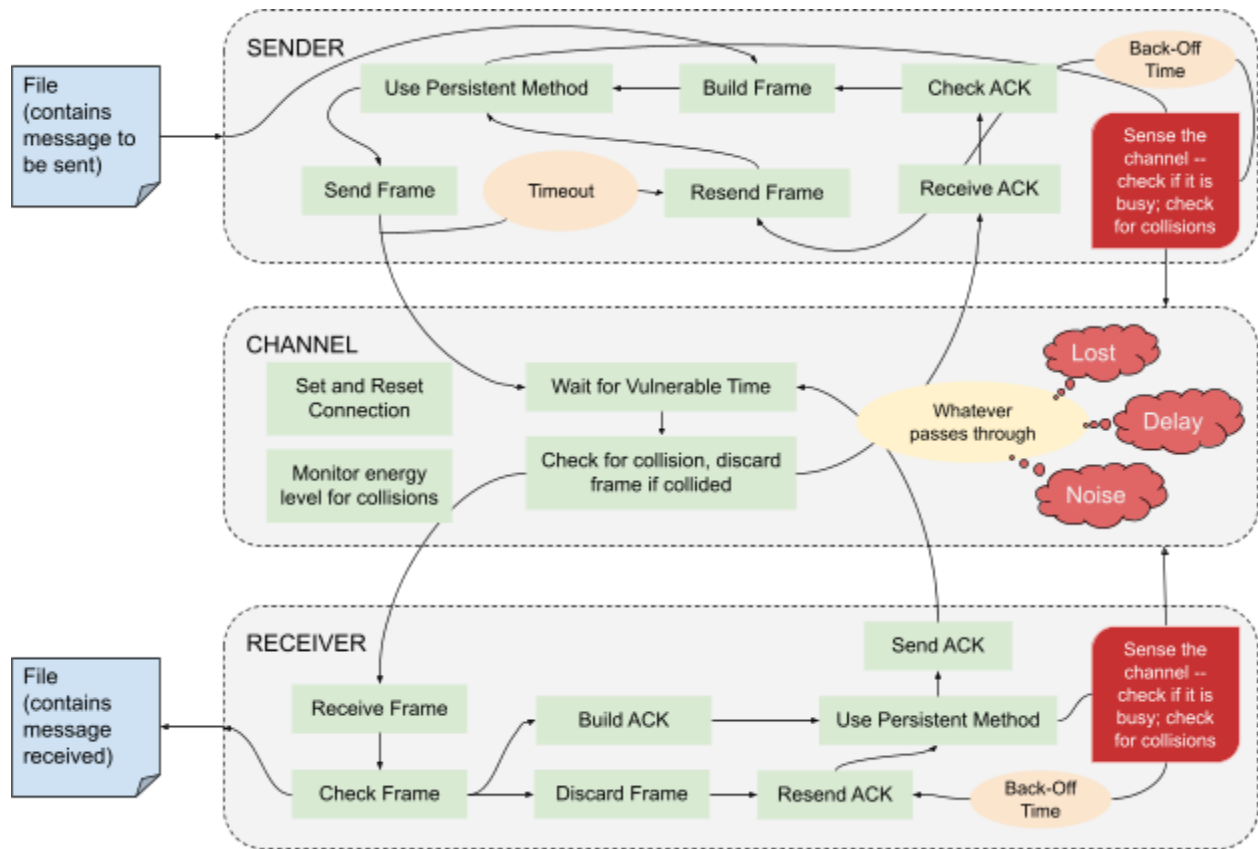 SENDER
File
(contains
message to
be sent)
Use Persistent Method
Build Frame
Check ACK
Back-Off
Time
Send Frame
Timeout
Resend Frame
Receive ACK
Sense the
channel --
check if it is
busy; check
for collisions
CHANNEL
Set and Reset
Connection
Monitor energy
level for collisions
Wait for Vulnerable Time
Check for collision, discard
frame if collided
Whatever
passes through
Lost
Delay
Noise
RECEIVER
File
(contains
message
received)
Receive Frame
Check Frame
Build ACK
Discard Frame
Send ACK
Use Persistent Method
Resend ACK
Sense the
channel --
check if it is
busy; check
for collisions
Back-Off
Time